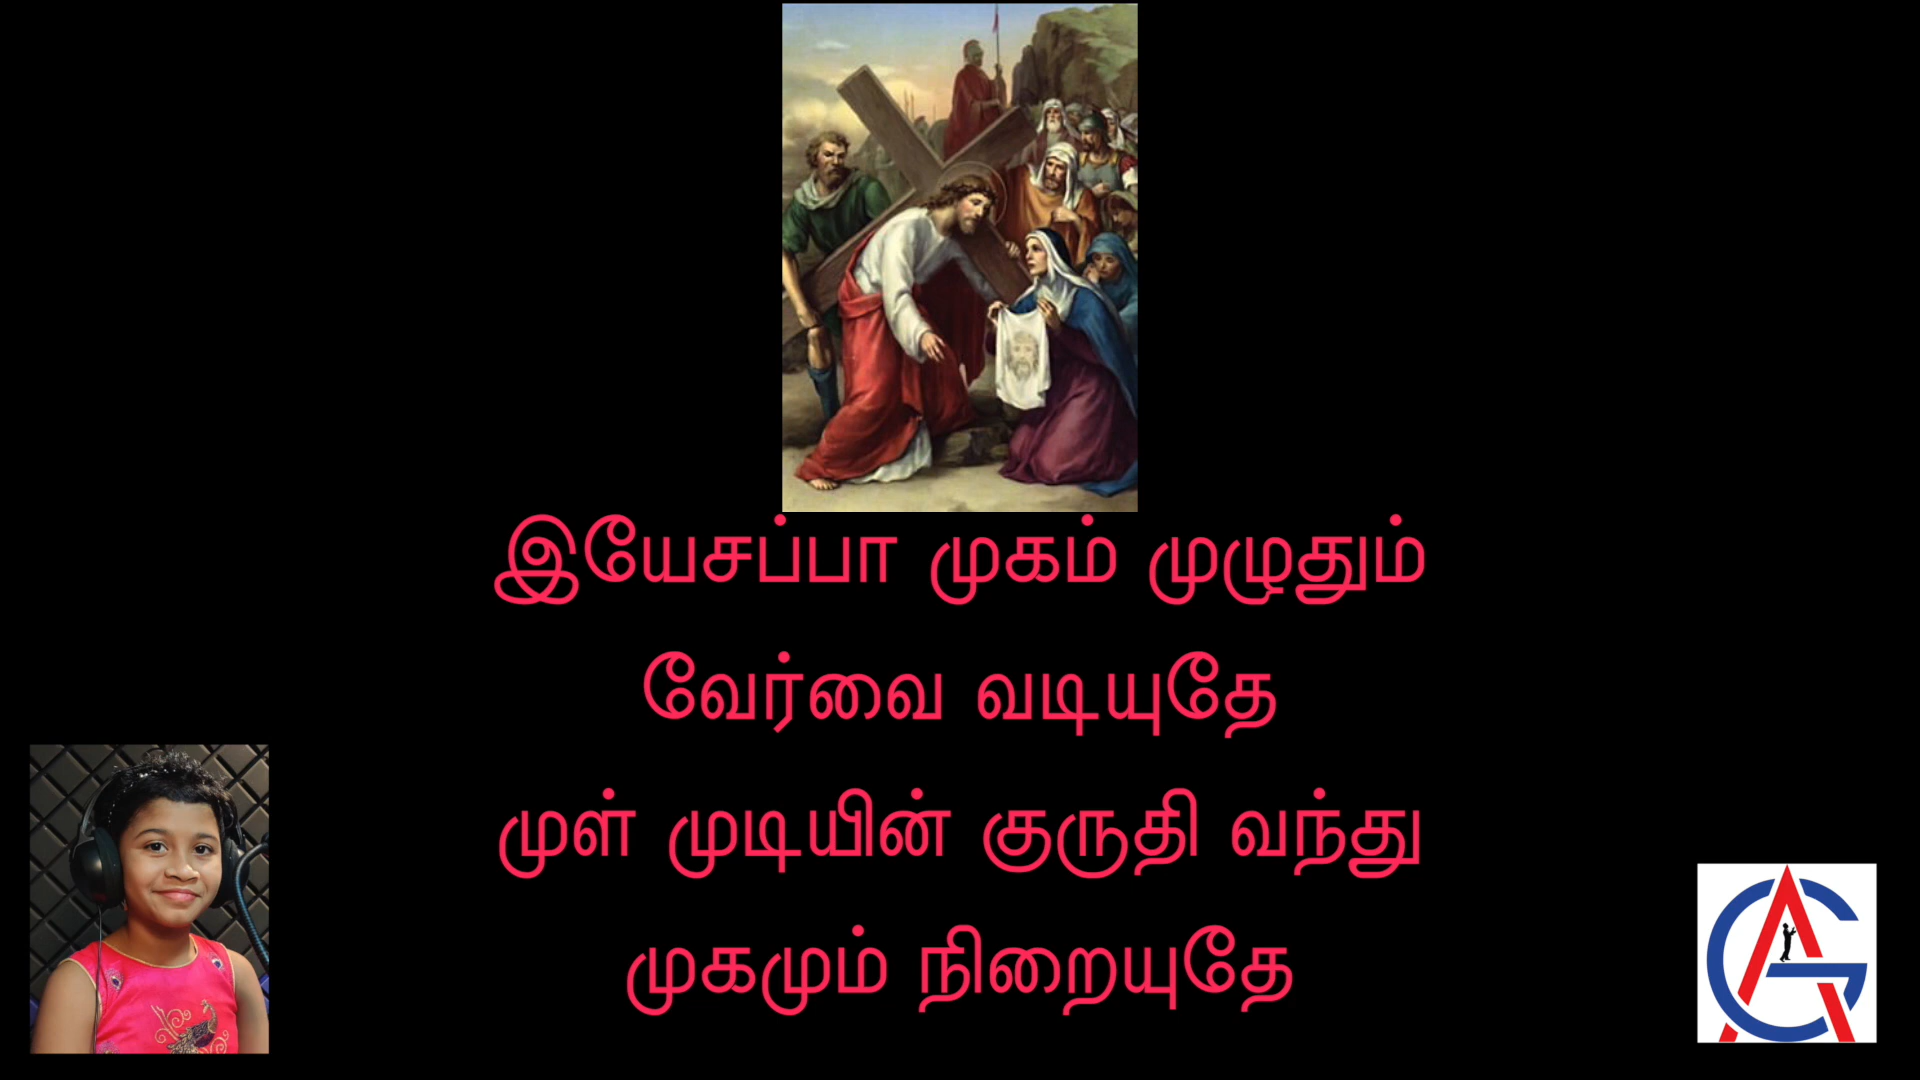 இயேசப்பா முகம் முழுதும்
வேர்வை வடியுதே
முள் முடியின் குருதி வந்து
முகமும் நிறையுதே